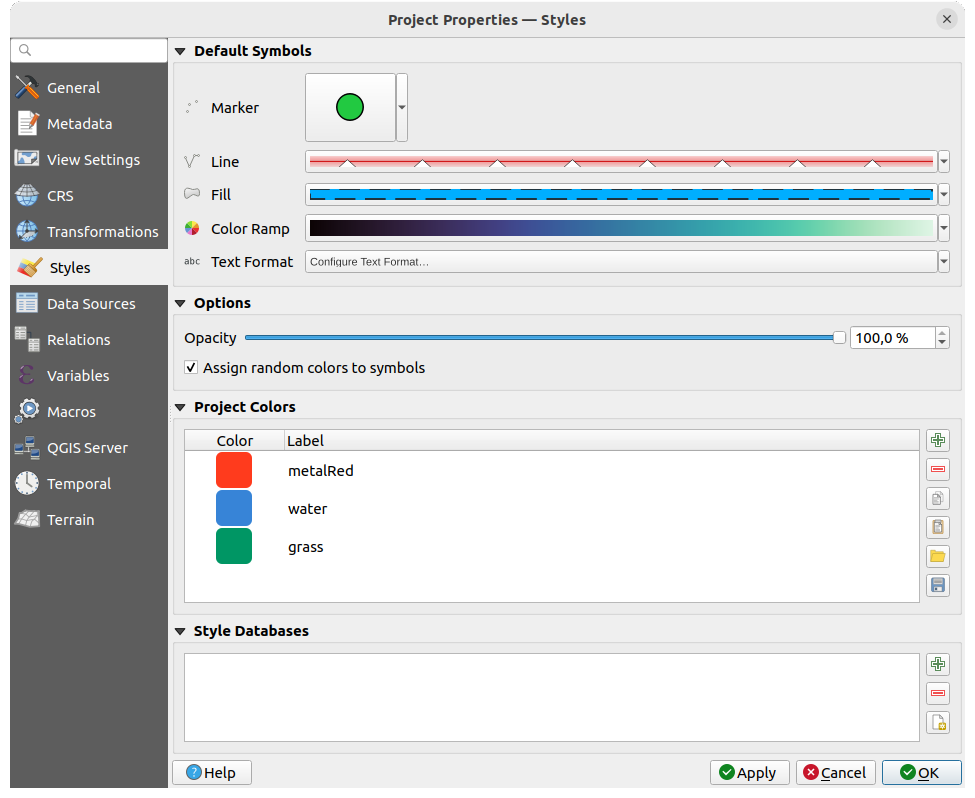 Project Properties — Styles
General
Metadata
View Settings
CRS
Transformations
Styles
Data Sources
Relations
Variables
Macros
QGIS Server
Temporal
Terrain
Default Symbols
Marker
Line
Fill
Color Ramp
abc Text Format Configure Text Format…
Options
Opacity 100,0 %
Assign random colors to symbols
Project Colors
Color Label
metalRed
water
grass
Style Databases
Help Apply Cancel OK